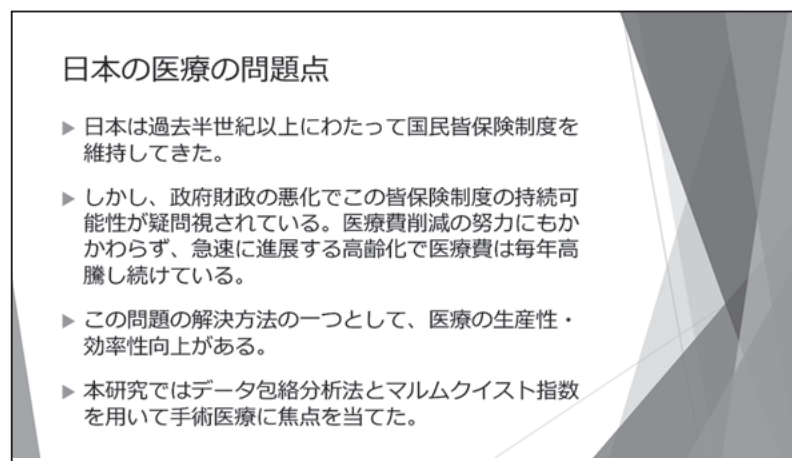 日本の医療の問題点
▶ 日本は過去半世紀以上にわたって国民皆保険制度を
維持してきた。
▶ しかし、政府財政の悪化でこの皆保険制度の持続可
能性が疑問視されている。医療費削減の努力にもか
かわらず、急速に進展する高齢化で医療費は毎年高
騰し続けている。
▶ この問題の解決方法の一つとして、医療の生産性・
効率性向上がある。
▶ 本研究ではデータ包絡分析法とマルムクイスト指数
を用いて手術医療に焦点を当てた。